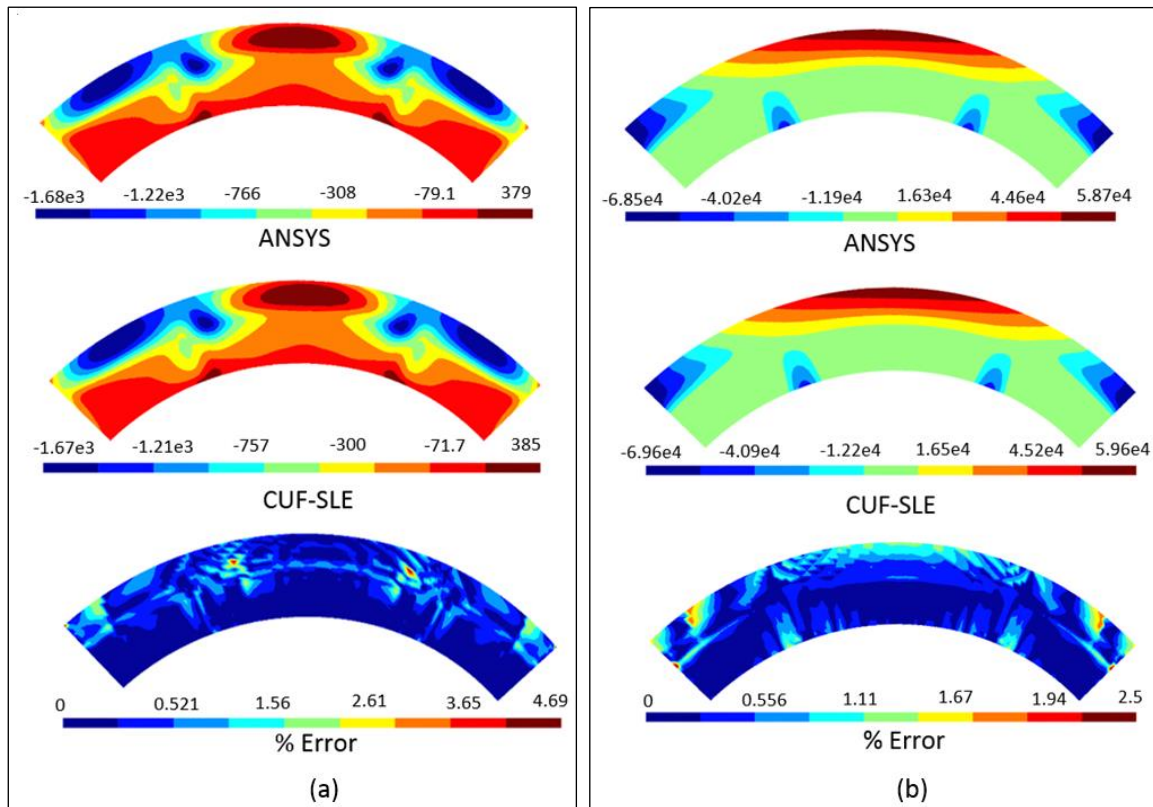 -1.68e3 -1.22e3 -766 -308 -79.1 379
ANSYS
-1.67e3 -1.21e3 -757 -300 -71.7 385
CUF-SLE
0 0.521 1.56 2.61 3.65 4.69
% Error
(a)
-6.85e4 -4.02e4 -1.19e4 1.63e4 4.46e4 5.87e4
ANSYS
-6.96e4 -4.09e4 -1.22e4 1.65e4 4.52e4 5.96e4
CUF-SLE
0 0.556 1.11 1.67 1.94 2.5
% Error
(b)